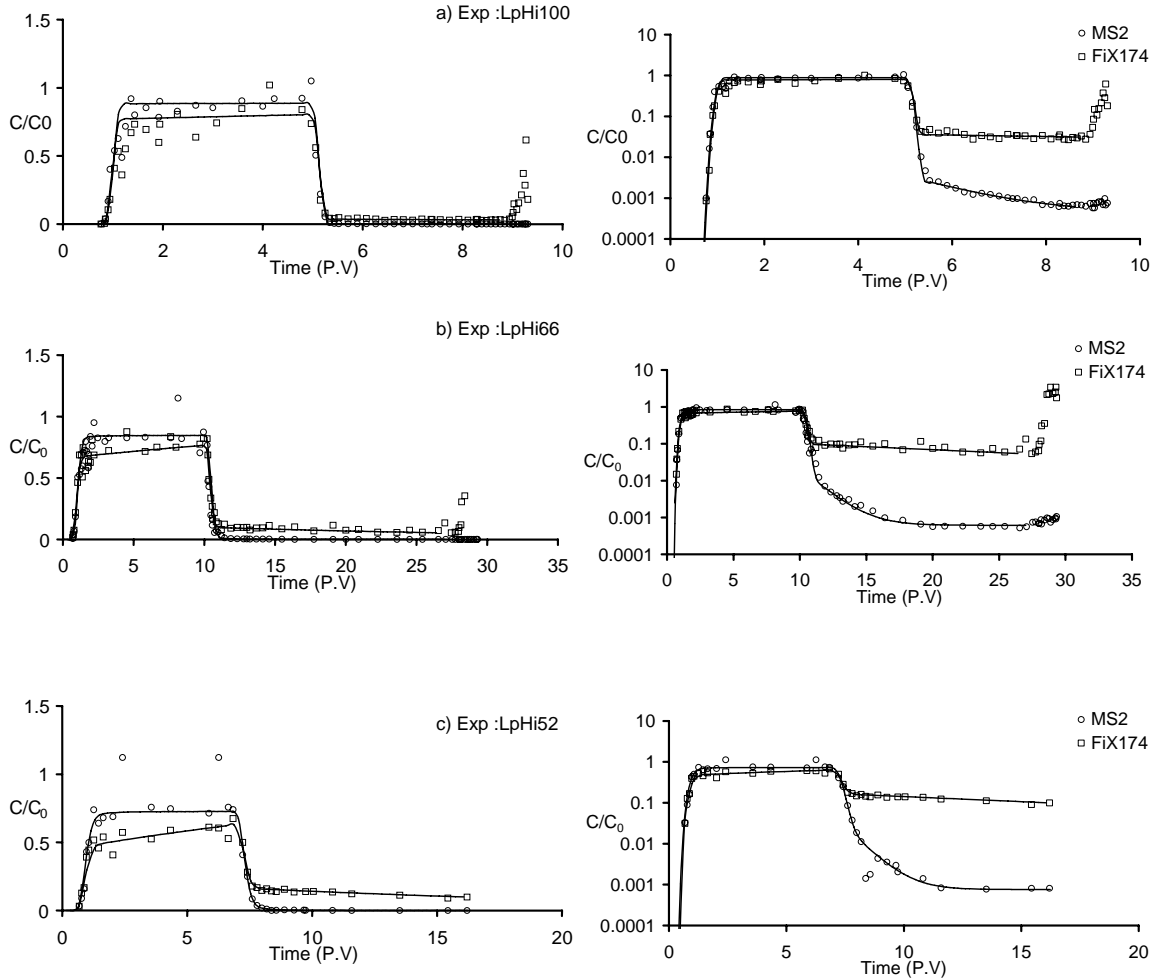 a) Exp :LpHi100
1.5
1
C/C0
0.5
0
0 2 4 6 8 10
Time (P.V)
MS2
FiX174
10
1
0.1
C/C0
0.01
0.001
0.0001
0 2 4 6 8 10
Time (P.V)
b) Exp :LpHi66
1.5
1
C/C0
0.5
0
0 5 10 15 20 25 30 35
Time (P.V)
MS2
FiX174
10
1
0.1
C/C0
0.01
0.001
0.0001
0 5 10 15 20 25 30 35
Time (P.V)
c) Exp :LpHi52
1.5
1
C/C0
0.5
0
0 5 10 15 20
Time (P.V)
MS2
FiX174
10
1
0.1
C/C0
0.01
0.001
0.0001
0 5 10 15 20
Time (P.V)